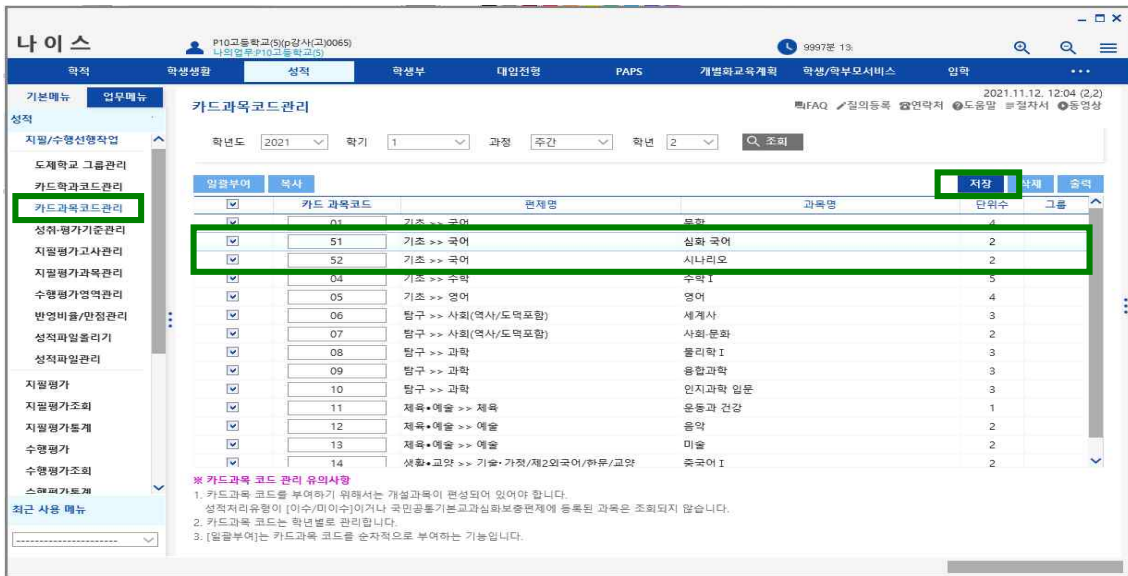 나이스
P10고등학교(S)(p강사(고)0065)
나의업무:P10고등학교(S)
9997분 13
학적 학생생활 성적 학생부 대입전형 PAPS 개별화교육계획 학생/학부모서비스 입학 ...
기본메뉴 업무메뉴
2021.11.12. 12:04 (2,2)
성적
카드과목코드관리
FAQ 질의등록 연락처 도움말 절차서 동영상
지필/수행선행작업
학년도 2021 학기 1 과정 주간 학년 2 조회
도제학교 그룹관리
카드학과코드관리
카드과목코드관리
성취·평가기준관리
지필평가고사관리
지필평가과목관리
수행평가영역관리
반영비율/만점관리
성적파일올리기
성적파일관리
지필평가
지필평가조회
지필평가통계
수행평가
수행평가조회
수행평가통계
최근 사용 메뉴
일괄부여 복사 저장 삭제 출력
카드 과목코드 편제명 과목명 단위수 그룹
01 기초 >> 국어 문학 4
51 기초 >> 국어 심화 국어 2
52 기초 >> 국어 시나리오 2
04 기초 >> 수학 수학 I 5
05 기초 >> 영어 영어 4
06 탐구 >> 사회(역사/도덕포함) 세계사 3
07 탐구 >> 사회(역사/도덕포함) 사회·문화 2
08 탐구 >> 과학 물리학 I 3
09 탐구 >> 과학 융합과학 3
10 탐구 >> 과학 인지과학 입문 3
11 체육•예술 >> 체육 운동과 건강 1
12 체육•예술 >> 예술 음악 2
13 체육•예술 >> 예술 미술 2
14 생활•교양 >> 기술·가정/제2외국어/한문/교양 중국어 I 2
※ 카드과목 코드 관리 유의사항
1. 카드과목 코드를 부여하기 위해서는 개설과목이 편성되어 있어야 합니다.
성적처리유형이 [이수/미이수]이거나 국민공통기본교과심화보충편제에 등록된 과목은 조회되지 않습니다.
2. 카드과목 코드는 학년별로 관리합니다.
3. [일괄부여]는 카드과목 코드를 순차적으로 부여하는 기능입니다.